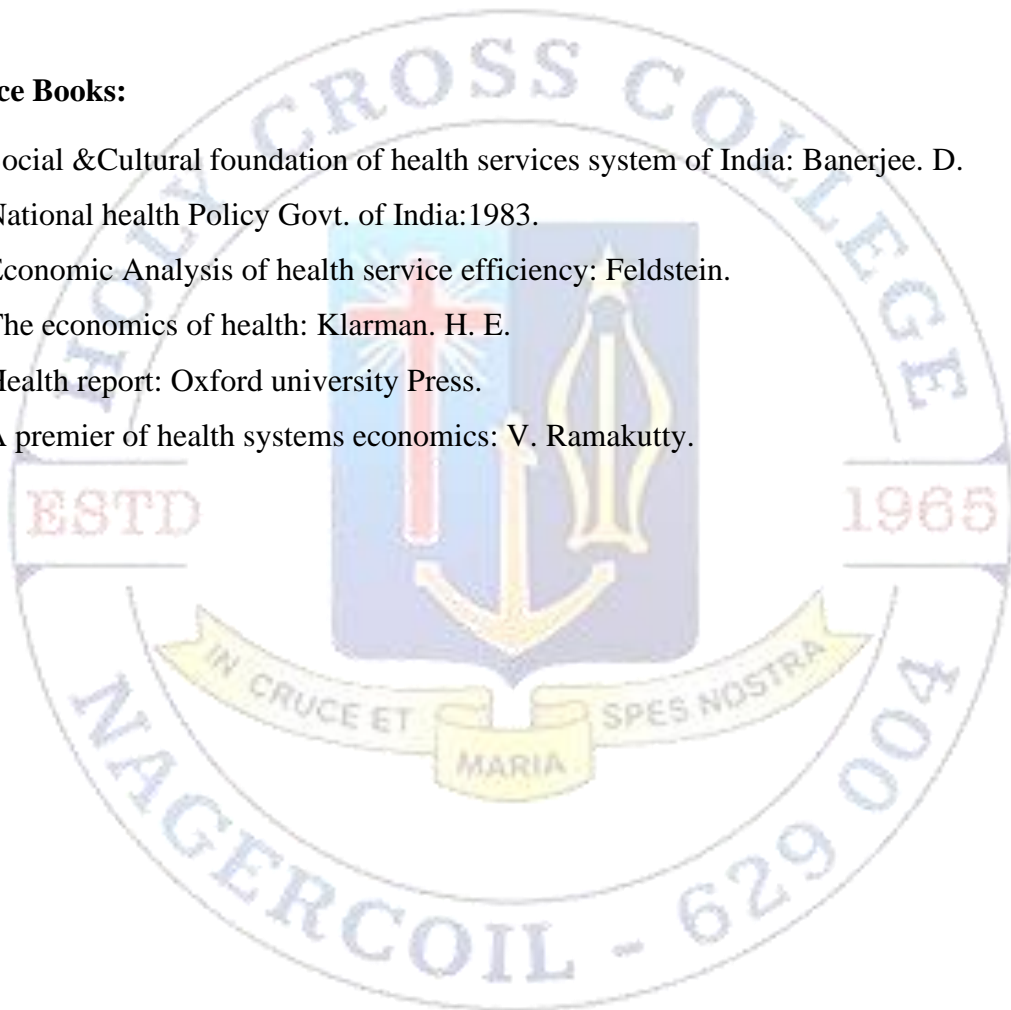 ce Books:
ocial &Cultural foundation of health services system of India: Banerjee. D.
National health Policy Govt. of India:1983.
Economic Analysis of health service efficiency: Feldstein.
The economics of health: Klarman. H. E.
Health report: Oxford university Press.
A premier of health systems economics: V. Ramakutty.
HOLY CROSS COLLEGE
ESTD 1965
IN CRUCE ET MARIA SPES NOSTRA
NAGERCOIL - 629 004